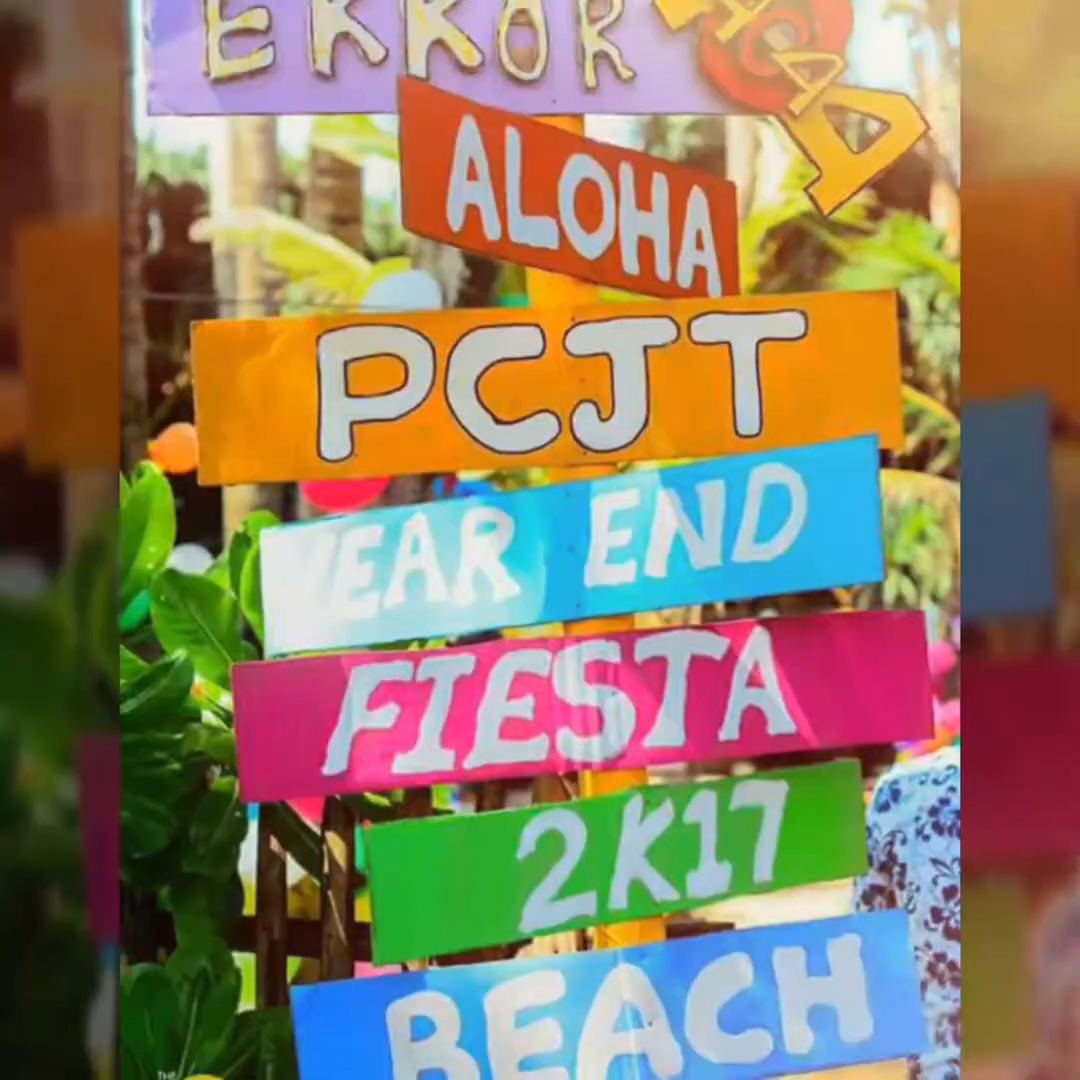 ERROR
ALOHA
PCJT
YEAR END
FIESTA
2K17
BEACH